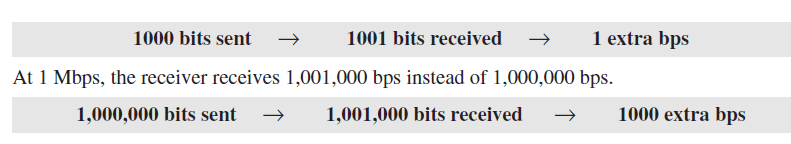 1000 bits sent → 1001 bits received → 1 extra bps
At 1 Mbps, the receiver receives 1,001,000 bps instead of 1,000,000 bps.
1,000,000 bits sent → 1,001,000 bits received → 1000 extra bps